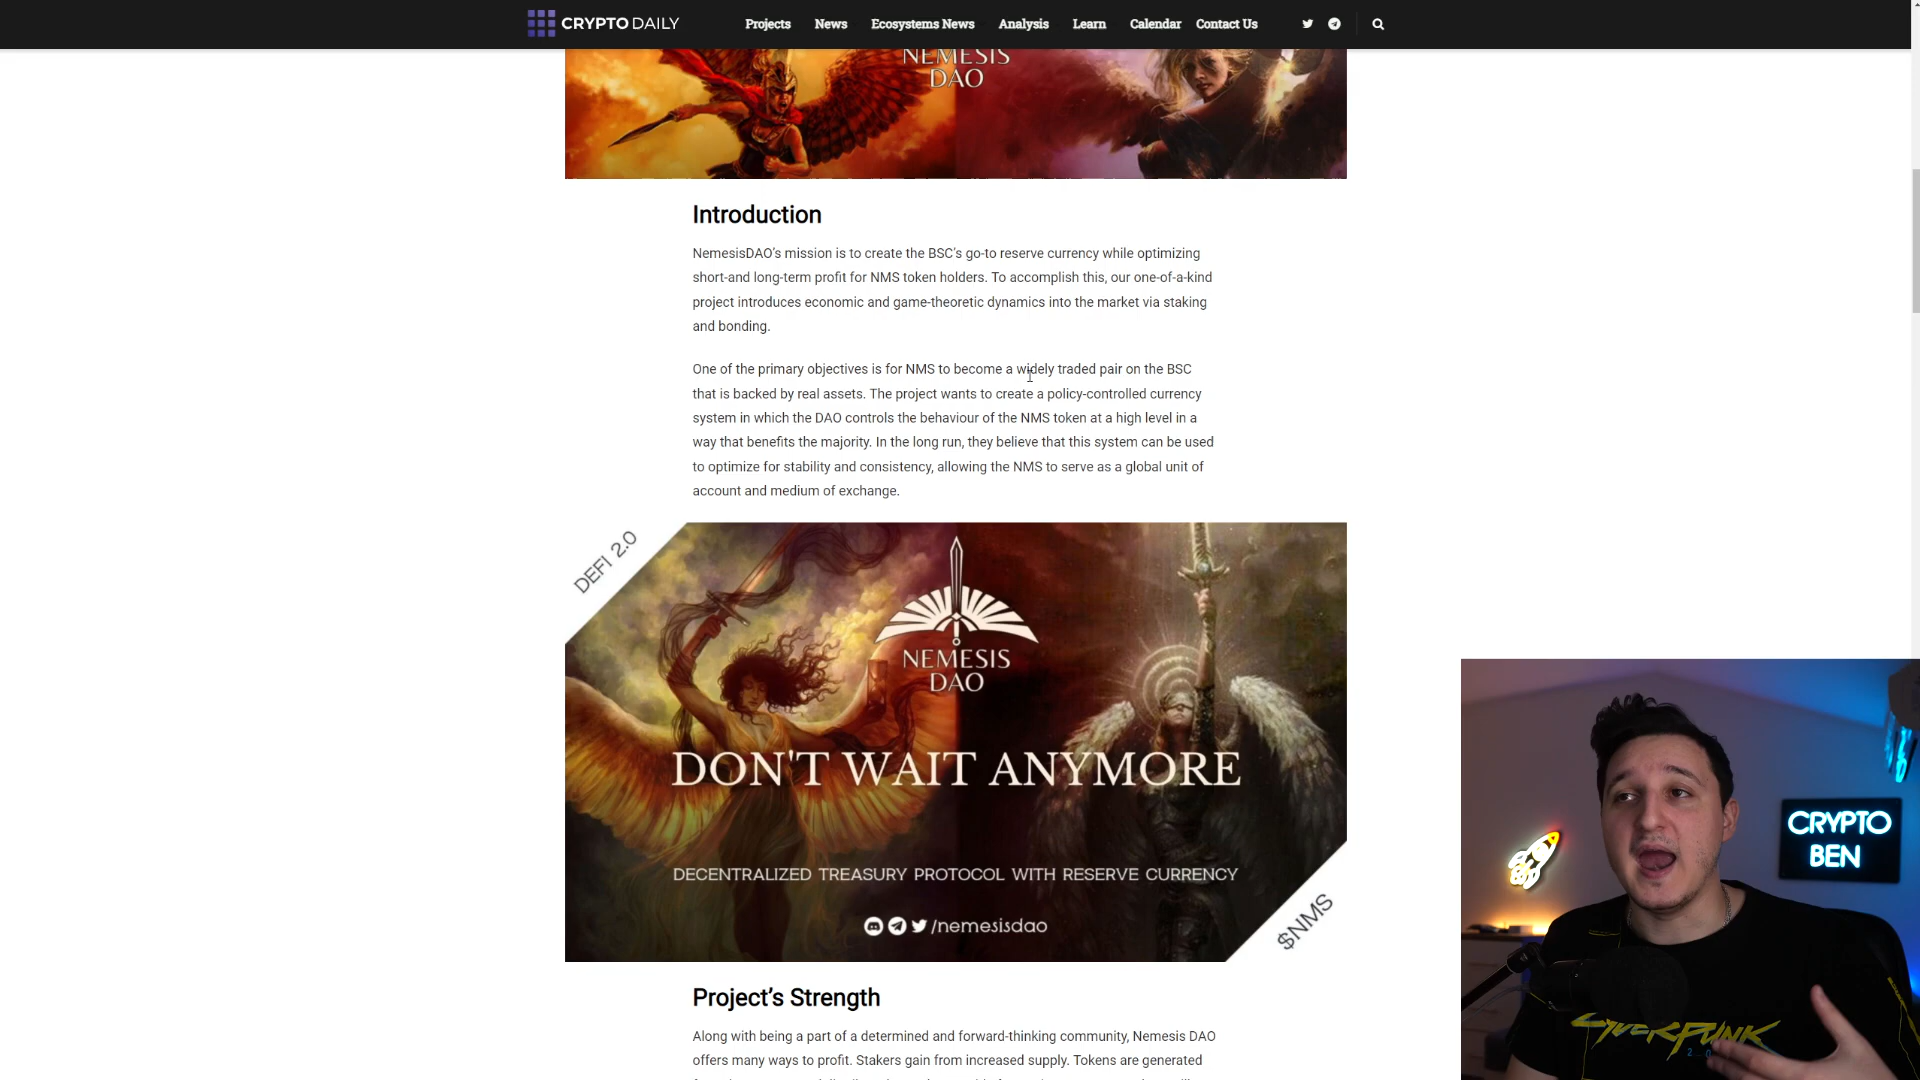 CRYPTO DAILY
Projects News Ecosystems News Analysis Learn Calendar Contact Us
NEMESIS
DAO
Introduction
NemesisDAO's mission is to create the BSC's go-to reserve currency while optimizing
short-and long-term profit for NMS token holders. To accomplish this, our one-of-a-kind
project introduces economic and game-theoretic dynamics into the market via staking
and bonding.
One of the primary objectives is for NMS to become a widely traded pair on the BSC
that is backed by real assets. The project wants to create a policy-controlled currency
system in which the DAO controls the behaviour of the NMS token at a high level in a
way that benefits the majority. In the long run, they believe that this system can be used
to optimize for stability and consistency, allowing the NMS to serve as a global unit of
account and medium of exchange.
DEFI 2.0
NEMESIS
DAO
DON'T WAIT ANYMORE
DECENTRALIZED TREASURY PROTOCOL WITH RESERVE CURRENCY
/nemesisdao
$NMS
CRYPTO
BEN
CYBERPUNK
Project's Strength
Along with being a part of a determined and forward-thinking community, Nemesis DAO
offers many ways to profit. Stakers gain from increased supply. Tokens are generated